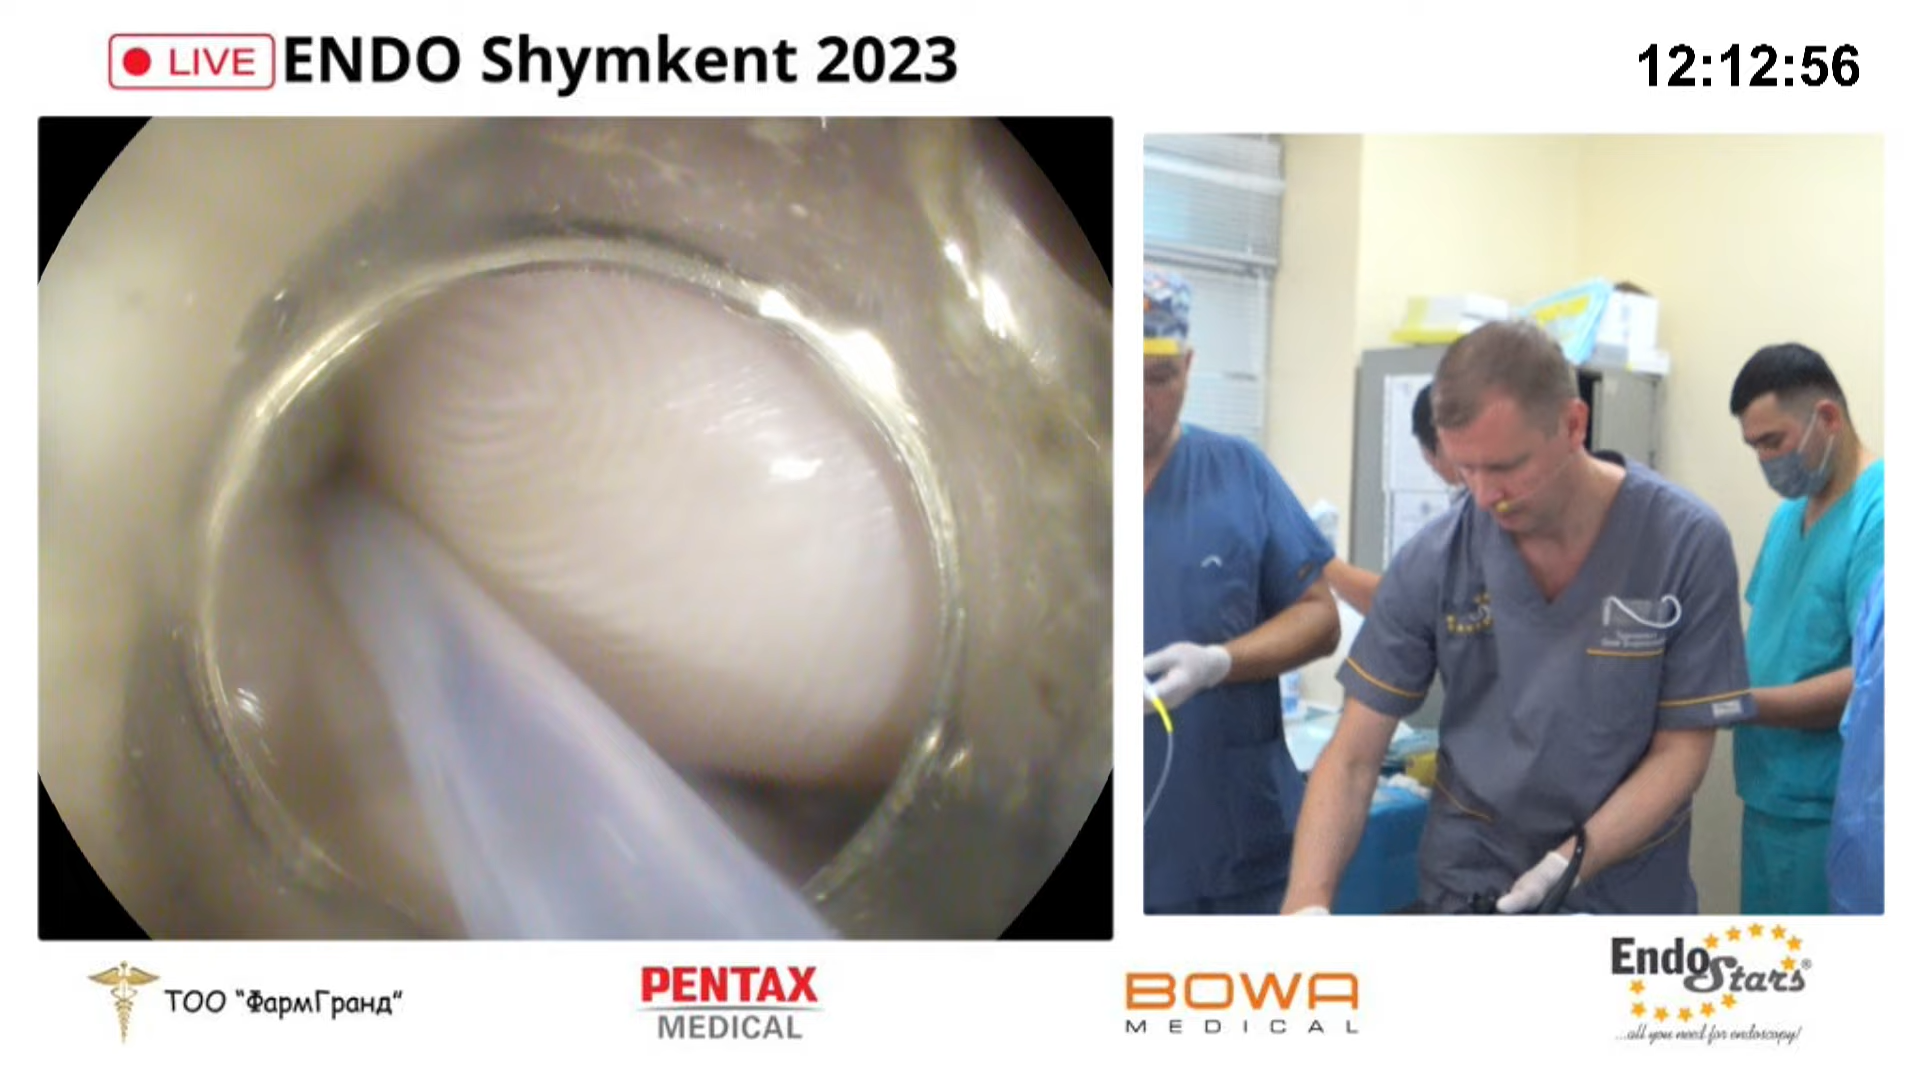 LIVE ENDO Shymkent 2023
12:12:56
ТОО "ФармГранд"
PENTAX
MEDICAL
BOWA
MEDICAL
Endo
Stars®
...all you need for endoscopy!